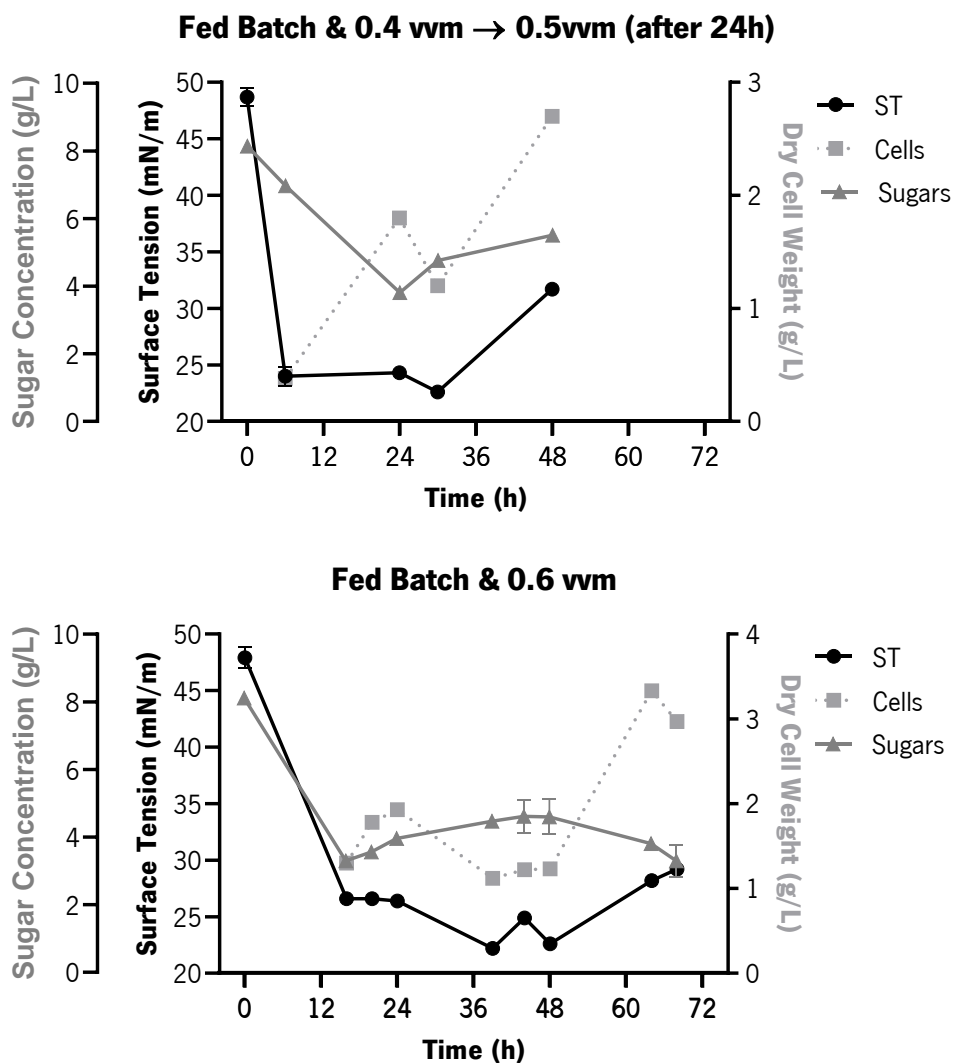 Fed Batch & 0.4 vvm → 0.5vvm (after 24h)
Sugar Concentration (g/L)
10
8
6
4
2
0
Surface Tension (mN/m)
50
45
40
35
30
25
20
3
2
1
0
Dry Cell Weight (g/L)
ST
Cells
Sugars
0 12 24 36 48 60 72
Time (h)
Fed Batch & 0.6 vvm
Sugar Concentration (g/L)
10
8
6
4
2
0
Surface Tension (mN/m)
50
45
40
35
30
25
20
4
3
2
1
0
Dry Cell Weight (g/L)
ST
Cells
Sugars
0 12 24 36 48 60 72
Time (h)